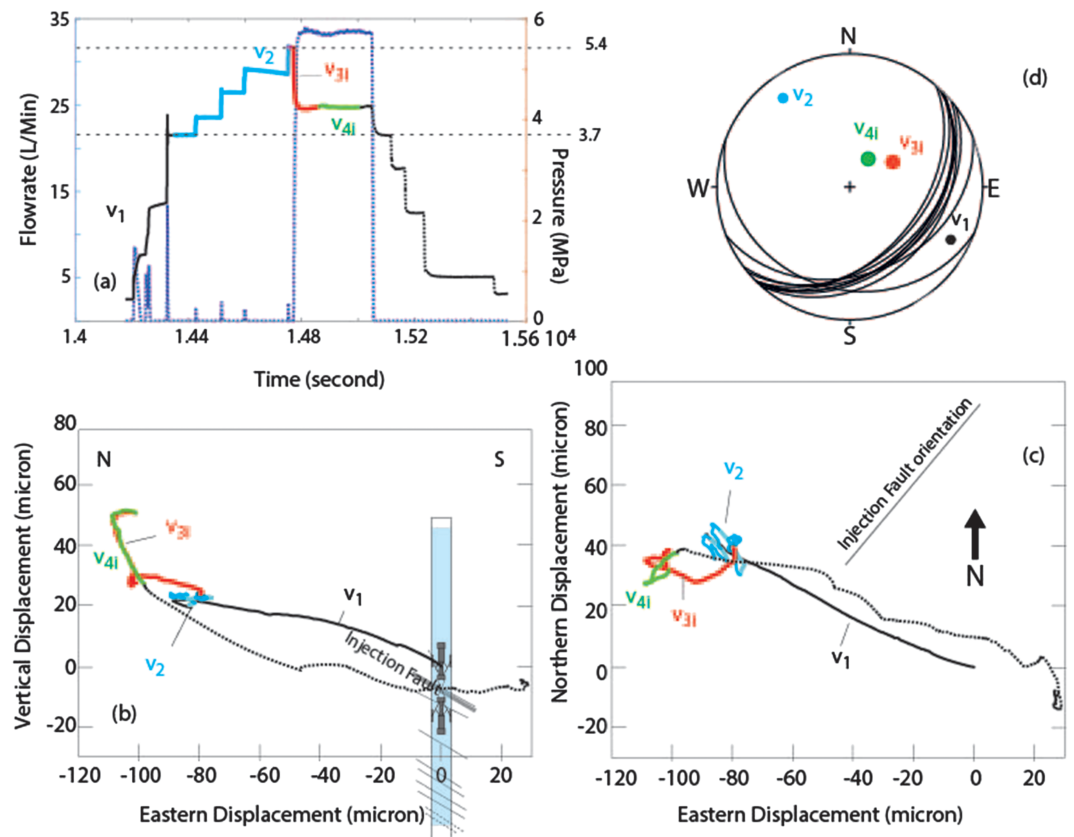 35
30
25
15
5
Flowrate (L/Min)
6
5.4
4
3.7
2
0
Pressure (MPa)
v1
v2
v3i
v4i
(a)
1.4
1.44
1.48
1.52
1.56 10^4
Time (second)
N
S
W
E
v2
v4i
v3i
v1
(d)
80
60
40
20
0
-20
Vertical Displacement (micron)
N
S
v3i
v4i
v2
v1
Injection Fault
(b)
-120 -100 -80 -60 -40 -20 0 20
Eastern Displacement (micron)
100
80
60
40
20
0
-20
Northern Displacement (micron)
v2
v4i
v3i
v1
Injection Fault orientation
(c)
N
-120 -100 -80 -60 -40 -20 0 20
Eastern Displacement (micron)